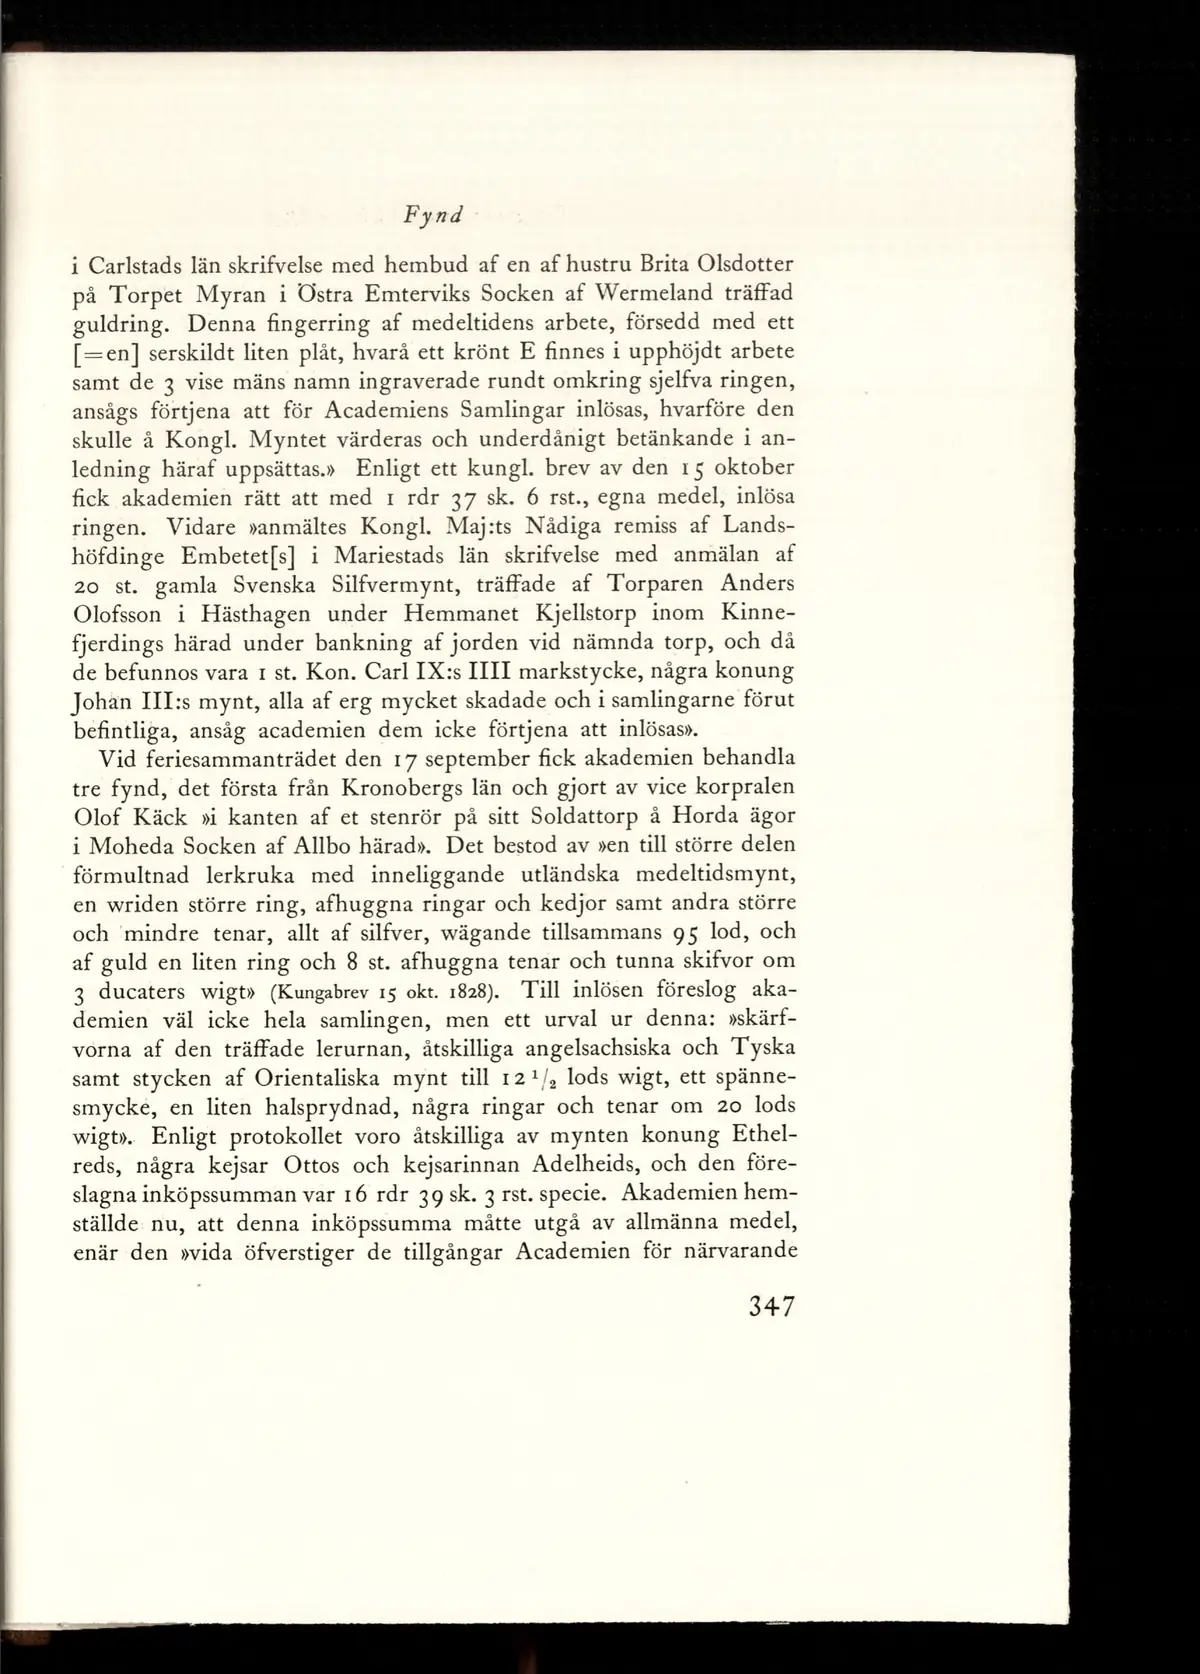 Fynd
i Carlstads län skrifvelse med hembud af en af hustru Brita Olsdotter
på Torpet Myran i Östra Emterviks Socken af Wermeland träffad
guldring. Denna fingerring af medeltidens arbete, försedd med ett
[=en] serskildt liten plåt, hvarå ett krönt E finnes i upphöjdt arbete
samt de 3 vise mäns namn ingraverade rundt omkring sjelfva ringen,
ansågs förtjena att för Academiens Samlingar inlösas, hvarföre den
skulle å Kongl. Myntet värderas och underdånigt betänkande i an-
ledning häraf uppsättas.» Enligt ett kungl. brev av den 15 oktober
fick akademien rätt att med 1 rdr 37 sk. 6 rst., egna medel, inlösa
ringen. Vidare »anmältes Kongl. Maj:ts Nådiga remiss af Lands-
höfdinge Embetet[s] i Mariestads län skrifvelse med anmälan af
20 st. gamla Svenska Silfvermynt, träffade af Torparen Anders
Olofsson i Hästhagen under Hemmanet Kjellstorp inom Kinne-
fjerdings härad under bankning af jorden vid nämnda torp, och då
de befunnos vara 1 st. Kon. Carl IX:s IIII markstycke, några konung
Johan III:s mynt, alla af erg mycket skadade och i samlingarne förut
befintliga, ansåg academien dem icke förtjena att inlösas».
Vid feriesammanträdet den 17 september fick akademien behandla
tre fynd, det första från Kronobergs län och gjort av vice korpralen
Olof Käck »i kanten af et stenrör på sitt Soldattorp å Horda ägor
i Moheda Socken af Allbo härad». Det bestod av »en till större delen
förmultnad lerkruka med inneliggande utländska medeltidsmynt,
en wriden större ring, afhuggna ringar och kedjor samt andra större
och mindre tenar, allt af silfver, wägande tillsammans 95 lod, och
af guld en liten ring och 8 st. afhuggna tenar och tunna skifvor om
3 ducaters wigt» (Kungabrev 15 okt. 1828). Till inlösen föreslog aka-
demien väl icke hela samlingen, men ett urval ur denna: »skärf-
vorna af den träffade lerurnan, åtskilliga angelsachsiska och Tyska
samt stycken af Orientaliska mynt till 12 1/2 lods wigt, ett spänne-
smycke, en liten halsprydnad, några ringar och tenar om 20 lods
wigt». Enligt protokollet voro åtskilliga av mynten konung Ethel-
reds, några kejsar Ottos och kejsarinnan Adelheids, och den före-
slagna inköpssumman var 16 rdr 39 sk. 3 rst. specie. Akademien hem-
ställde nu, att denna inköpssumma måtte utgå av allmänna medel,
enär den »vida öfverstiger de tillgångar Academien för närvarande
347